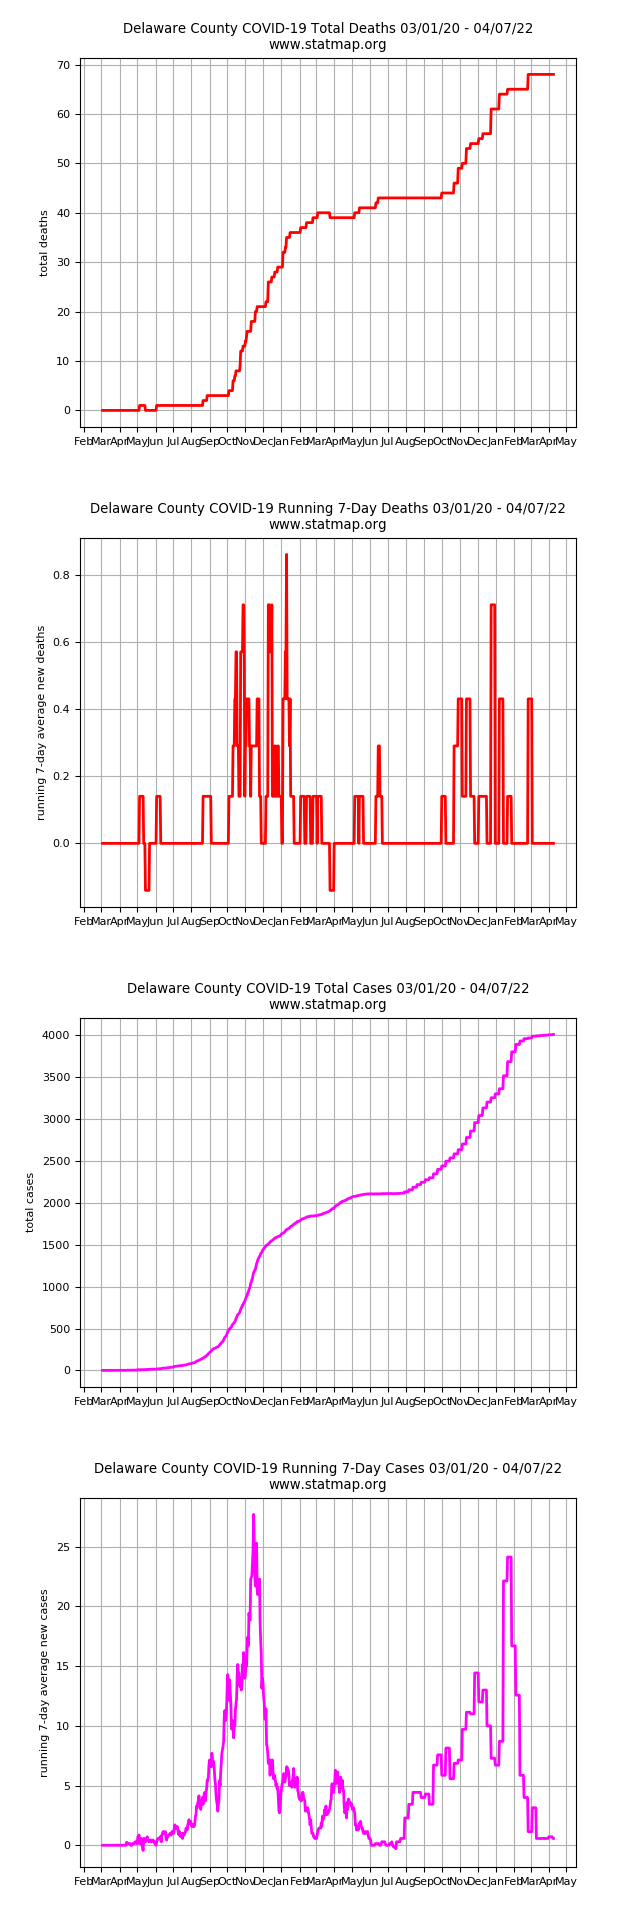 Delaware County COVID-19 Total Deaths 03/01/20 - 04/07/22
www.statmap.org
70
60
50
40
30
20
10
0
total deaths
Feb Mar Apr May Jun Jul Aug Sep Oct Nov Dec Jan Feb Mar Apr May Jun Jul Aug Sep Oct Nov Dec Jan Feb Mar Apr May
Delaware County COVID-19 Running 7-Day Deaths 03/01/20 - 04/07/22
www.statmap.org
0.8
0.6
0.4
0.2
0.0
running 7-day average new deaths
Feb Mar Apr May Jun Jul Aug Sep Oct Nov Dec Jan Feb Mar Apr May Jun Jul Aug Sep Oct Nov Dec Jan Feb Mar Apr May
Delaware County COVID-19 Total Cases 03/01/20 - 04/07/22
www.statmap.org
4000
3500
3000
2500
2000
1500
1000
500
0
total cases
Feb Mar Apr May Jun Jul Aug Sep Oct Nov Dec Jan Feb Mar Apr May Jun Jul Aug Sep Oct Nov Dec Jan Feb Mar Apr May
Delaware County COVID-19 Running 7-Day Cases 03/01/20 - 04/07/22
www.statmap.org
25
20
15
10
5
0
running 7-day average new cases
Feb Mar Apr May Jun Jul Aug Sep Oct Nov Dec Jan Feb Mar Apr May Jun Jul Aug Sep Oct Nov Dec Jan Feb Mar Apr May